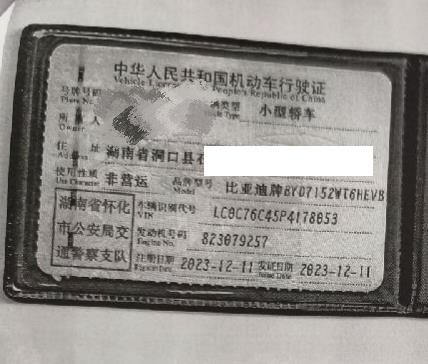 中华人民共和国机动车行驶证
Vehicle License of the People's Republic of China
号牌号码 车辆类型 小型轿车
Plate No.
所有人
Owner
住址 湖南省洞口县石
Address
使用性质 非营运 品牌型号 比亚迪牌BYD7152WT6HEVB
Use Character
湖南省怀化 车辆识别代号 LC0C76C45P4178053
VIN
市公安局交 发动机号码 823079257
Engine No.
通警察支队 注册日期 2023-12-11 发证日期 2023-12-11
Register Date Issue Date